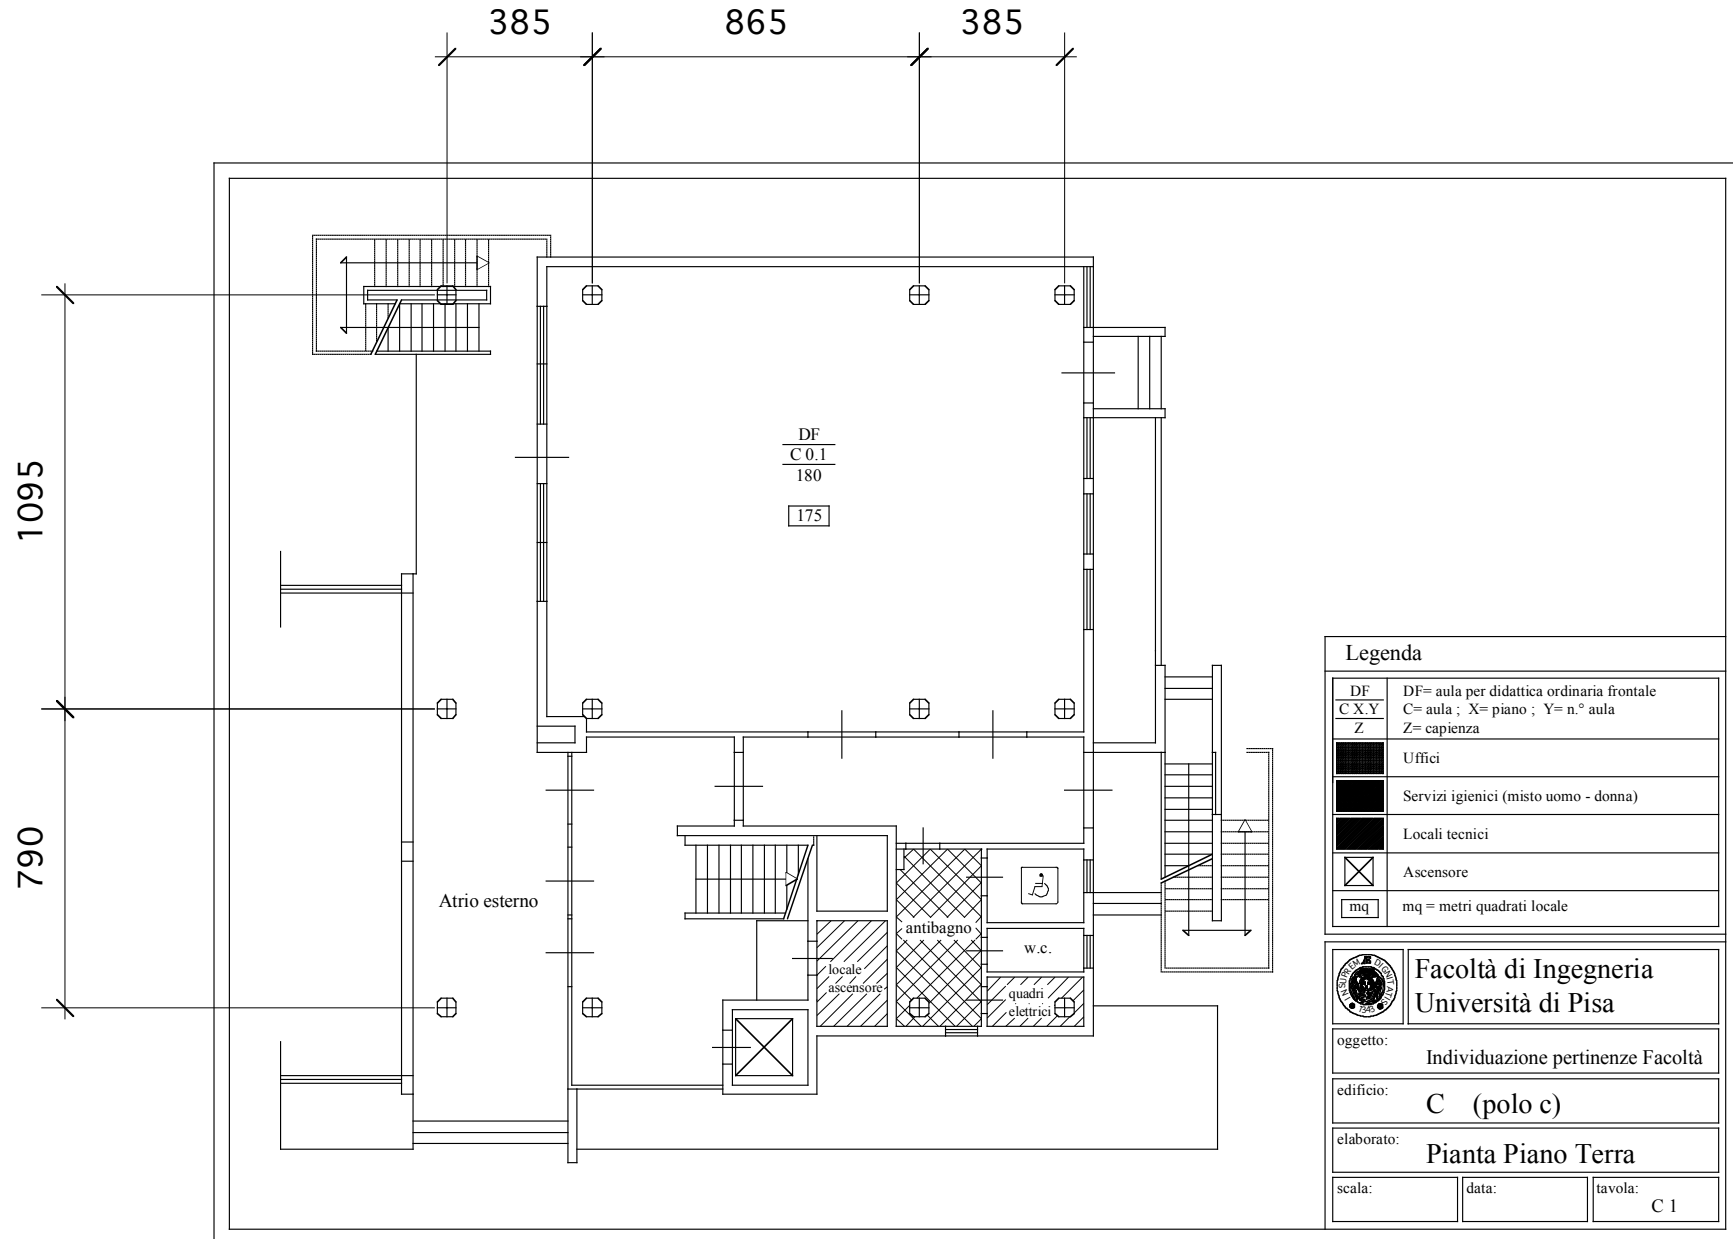 385 865 385
1095
790
DF
C 0.1
180
175
Atrio esterno
antibagno
w.c.
locale
ascensore
quadri
elettrici
Legenda
DF
C X.Y
Z
DF= aula per didattica ordinaria frontale
C= aula ; X= piano ; Y= n.° aula
Z= capienza
Uffici
Servizi igienici (misto uomo - donna)
Locali tecnici
Ascensore
mq
mq = metri quadrati locale
Facoltà di Ingegneria
Università di Pisa
1343
oggetto:
Individuazione pertinenze Facoltà
edificio:
C (polo c)
elaborato:
Pianta Piano Terra
scala:
data:
tavola:
C 1